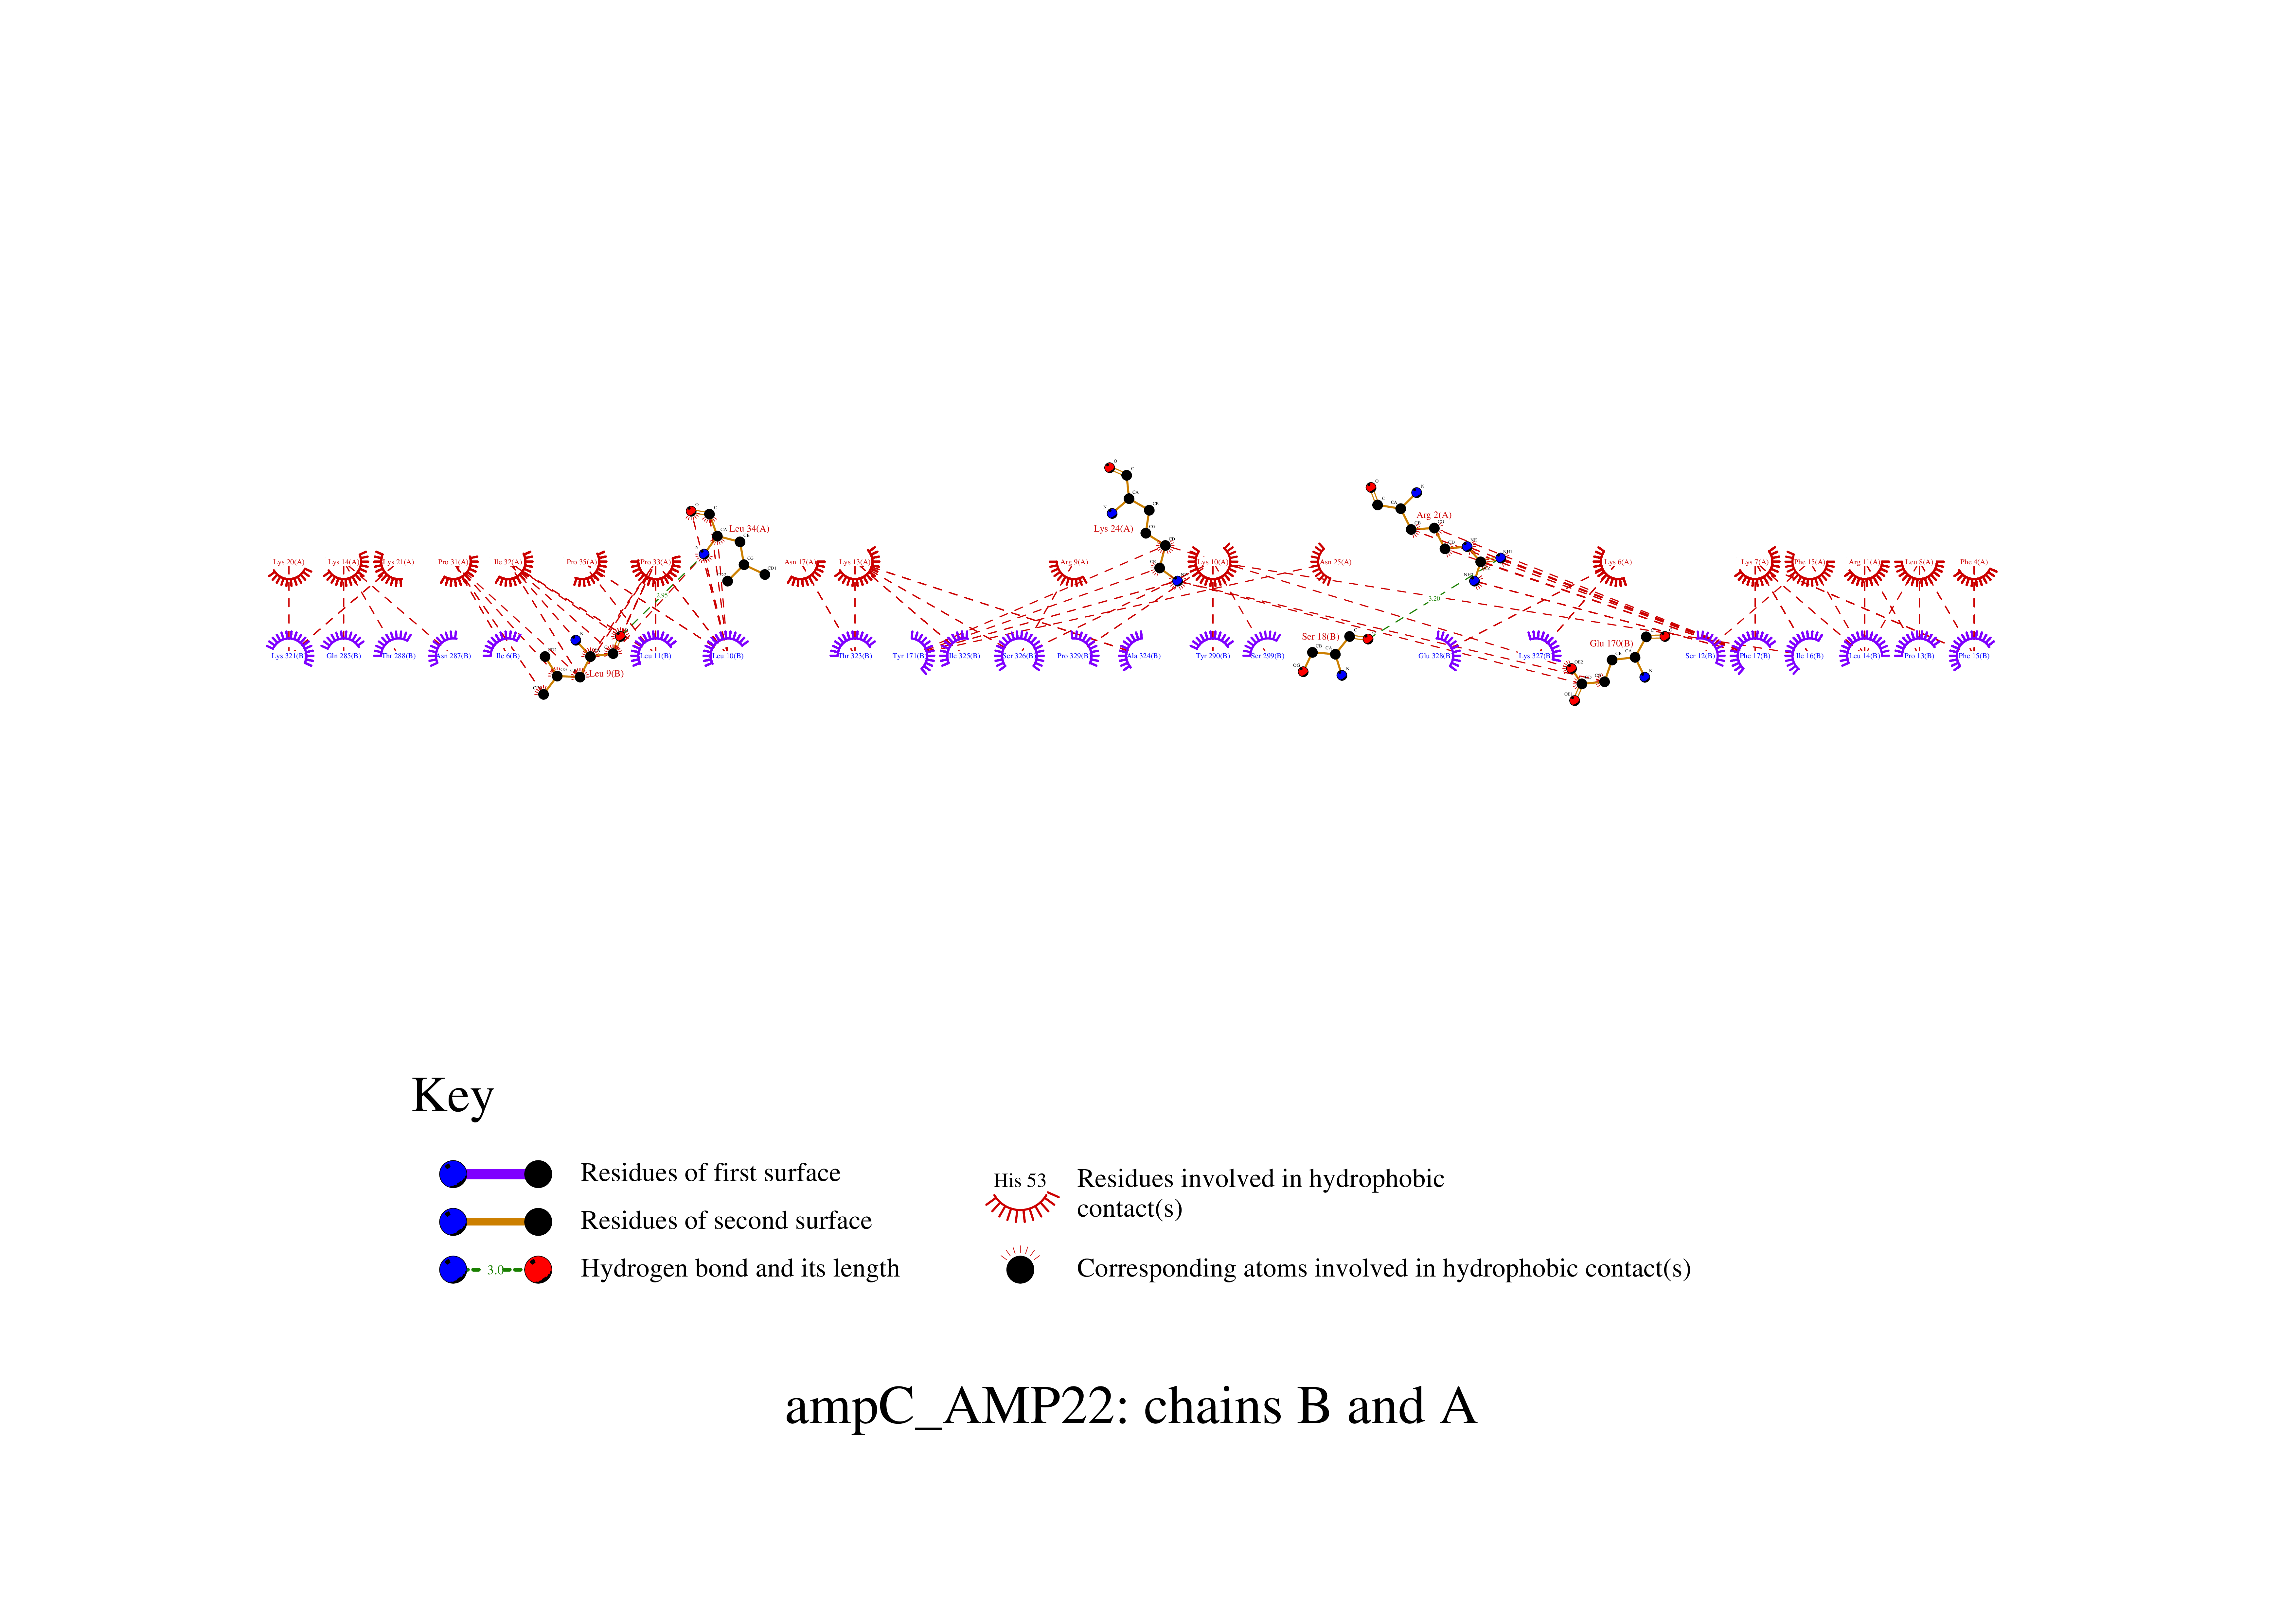 Leu 34(A)
Lys 24(A)
Arg 2(A)
Lys 20(A) Lys 14(A) Lys 21(A) Pro 31(A) Ile 32(A) Pro 35(A) Pro 33(A) Asn 17(A) Lys 13(A) Arg 9(A) Lys 10(A) Asn 25(A) Lys 6(A) Lys 7(A) Phe 15(A) Arg 11(A) Leu 8(A) Phe 4(A)
2.95
3.20
Ser 18(B)
Glu 170(B)
Lys 321(B) Gln 285(B) Thr 288(B) Asn 287(B) Ile 6(B) Leu 11(B) Leu 10(B) Thr 323(B) Tyr 171(B) Ile 325(B) Ser 326(B) Pro 329(B) Ala 324(B) Tyr 290(B) Ser 299(B) Glu 328(B) Lys 327(B) Ser 12(B) Phe 17(B) Ile 16(B) Leu 14(B) Pro 13(B) Phe 15(B)
Leu 9(B)
Key
Residues of first surface
Residues of second surface
3.0
Hydrogen bond and its length
His 53
Residues involved in hydrophobic
contact(s)
Corresponding atoms involved in hydrophobic contact(s)
ampC_AMP22: chains B and A